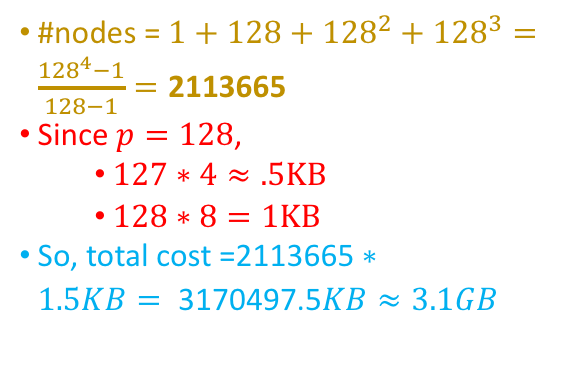 • #nodes = 1 + 128 + 128² + 128³ =
(128⁴−1)/(128−1) = 2113665
• Since p = 128,
• 127 ∗ 4 ≈ .5KB
• 128 ∗ 8 = 1KB
• So, total cost =2113665 ∗
1.5KB = 3170497.5KB ≈ 3.1GB